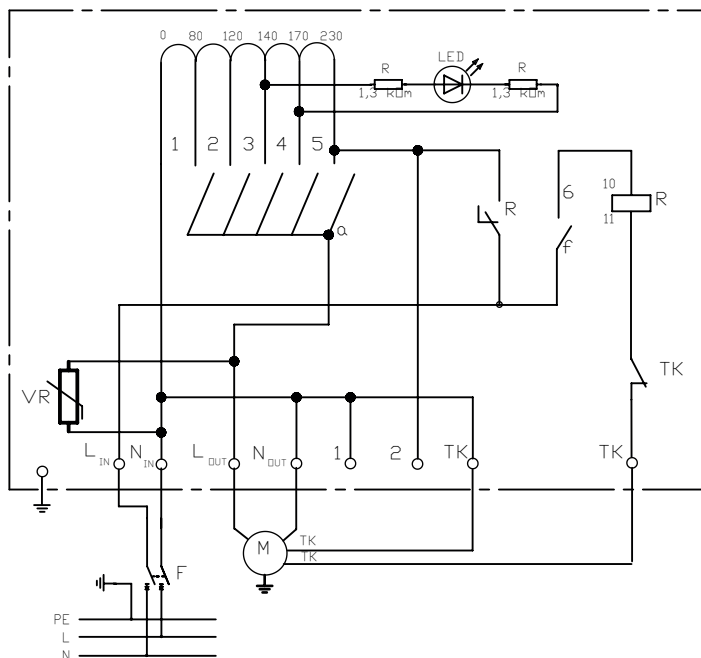 0 80 120 140 170 230
LED
R R
1,3 kOm 1,3 kOm
1 2 3 4 5
6
10
R R
11
a
f
TK
VR
L IN N IN L OUT N OUT 1 2 TK TK
M TK
TK
F
PE
L
N